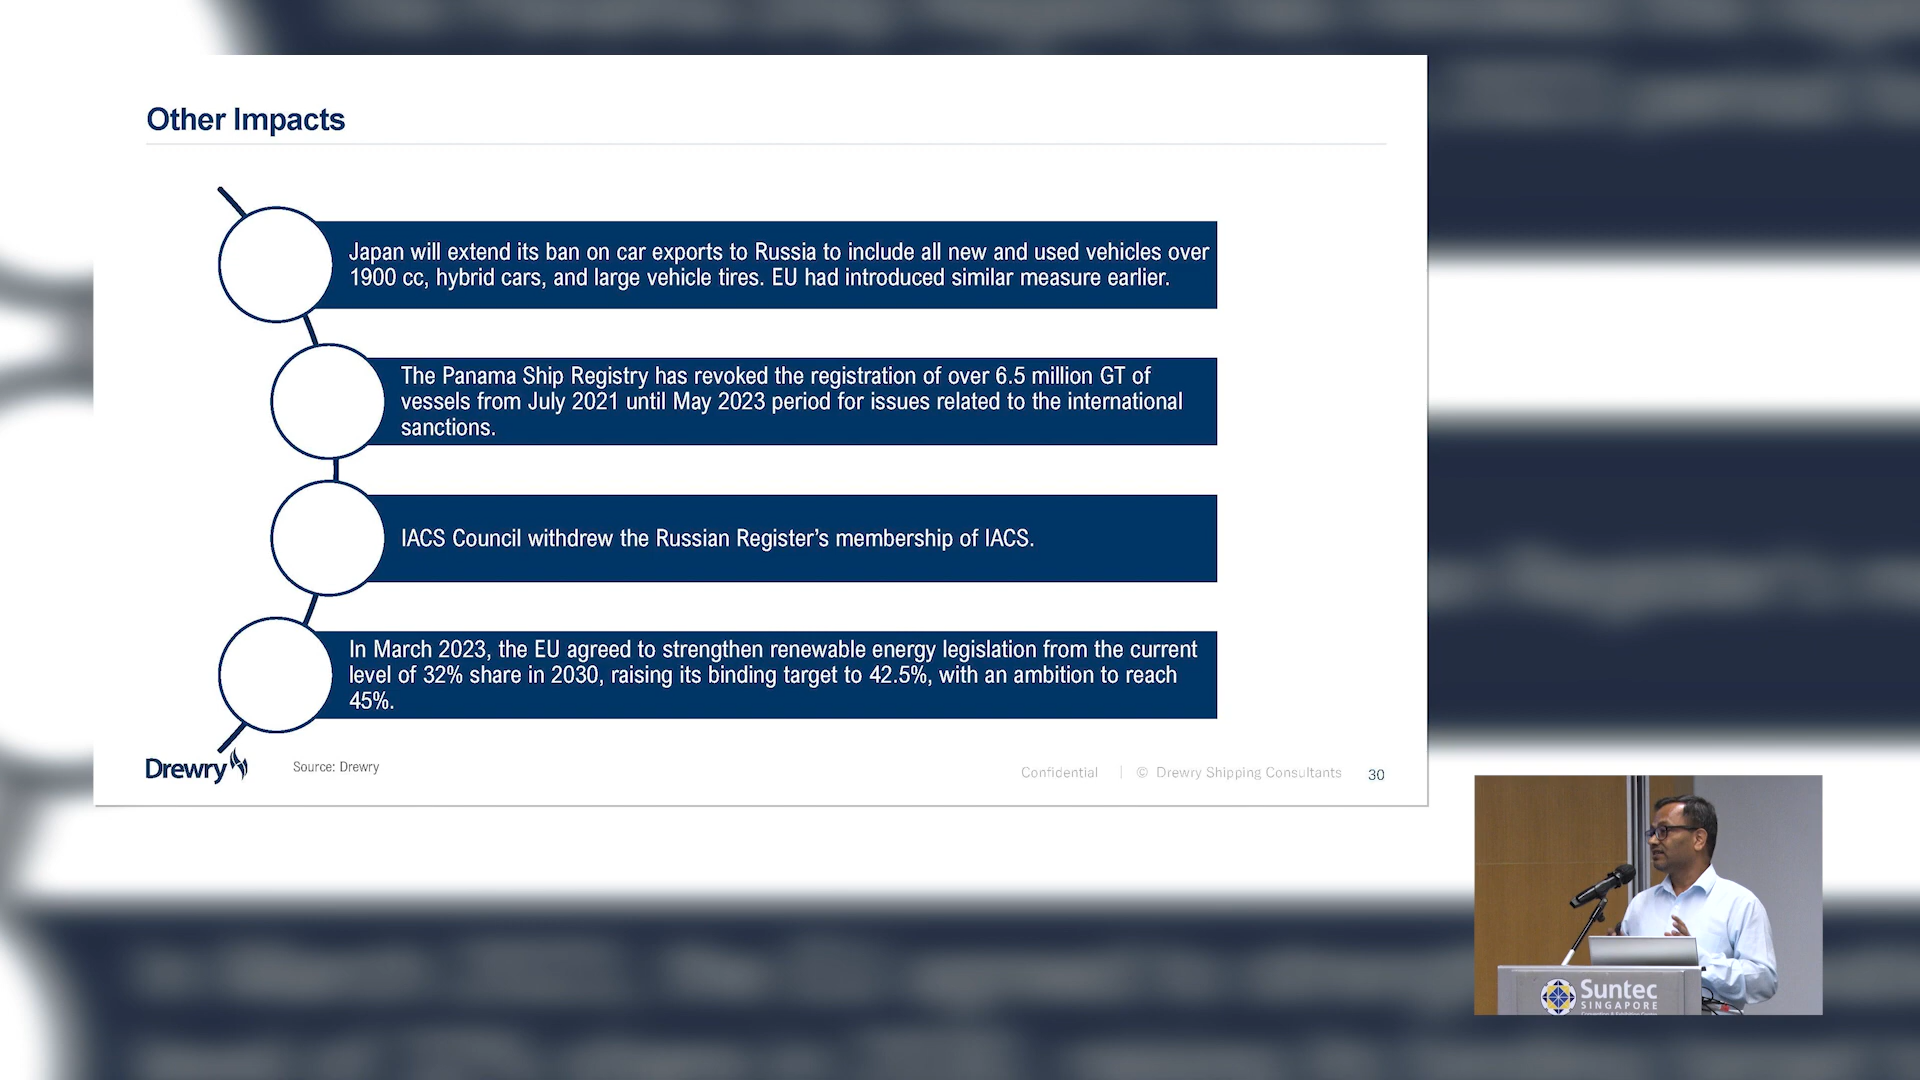 Other Impacts
Japan will extend its ban on car exports to Russia to include all new and used vehicles over
1900 cc, hybrid cars, and large vehicle tires. EU had introduced similar measure earlier.
The Panama Ship Registry has revoked the registration of over 6.5 million GT of
vessels from July 2021 until May 2023 period for issues related to the international
sanctions.
IACS Council withdrew the Russian Register’s membership of IACS.
In March 2023, the EU agreed to strengthen renewable energy legislation from the current
level of 32% share in 2030, raising its binding target to 42.5%, with an ambition to reach
45%.
Drewry
Source: Drewry
Confidential | © Drewry Shipping Consultants 30
Suntec
SINGAPORE